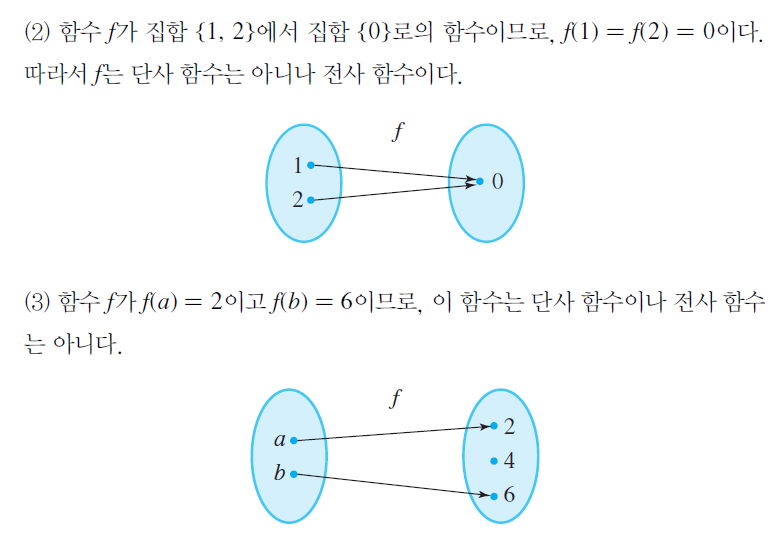 (2) 함수 f가 집합 {1, 2}에서 집합 {0}로의 함수이므로, f(1) = f(2) = 0이다.
따라서 f는 단사 함수는 아니나 전사 함수이다.
f
1
2
0
(3) 함수 f가 f(a) = 2이고 f(b) = 6이므로, 이 함수는 단사 함수이나 전사 함수
는 아니다.
f
a
b
2
4
6